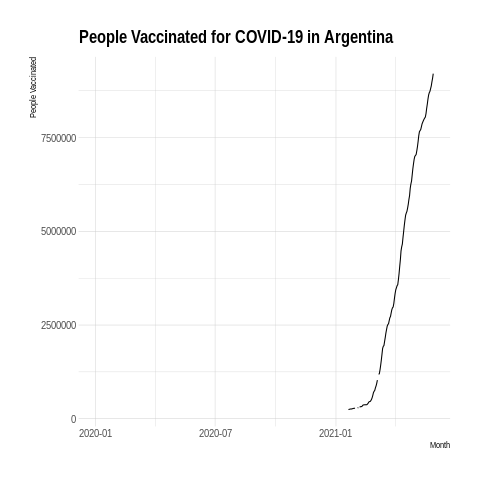 People Vaccinated for COVID-19 in Argentina
People Vaccinated
7500000
5000000
2500000
0
2020-01
2020-07
2021-01
Month